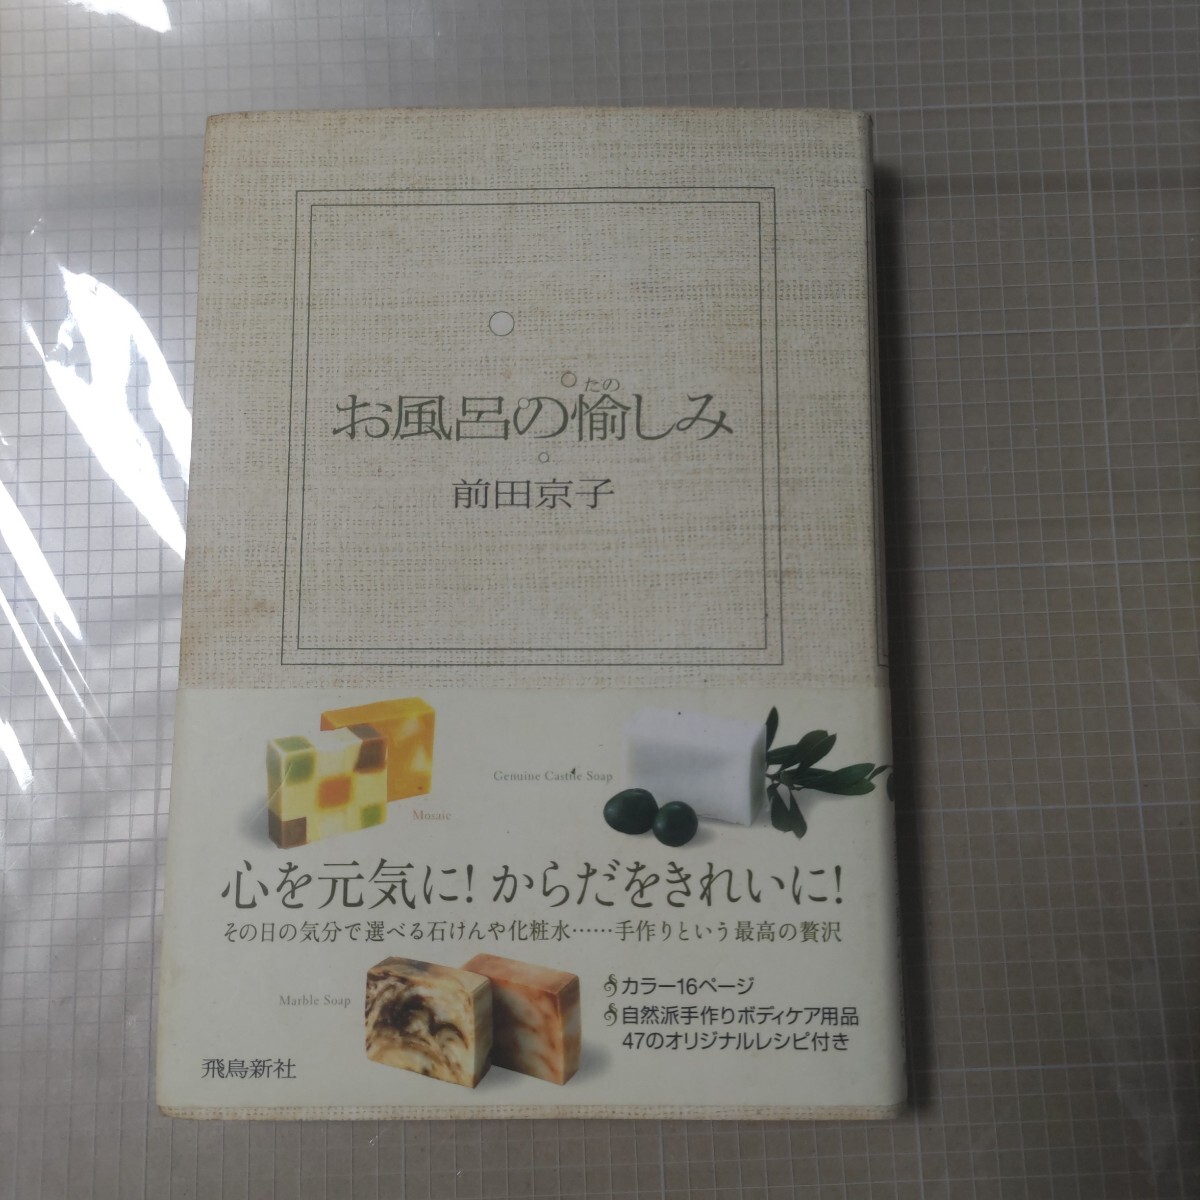 たの
お風呂の愉しみ
前田京子
Genuine Castile Soap
Mosaic
心を元気に!からだをきれいに!
その日の気分で選べる石けんや化粧水……手作りという最高の贅沢
Marble Soap
カラー16ページ
自然派手作りボディケア用品
47のオリジナルレシピ付き
飛鳥新社